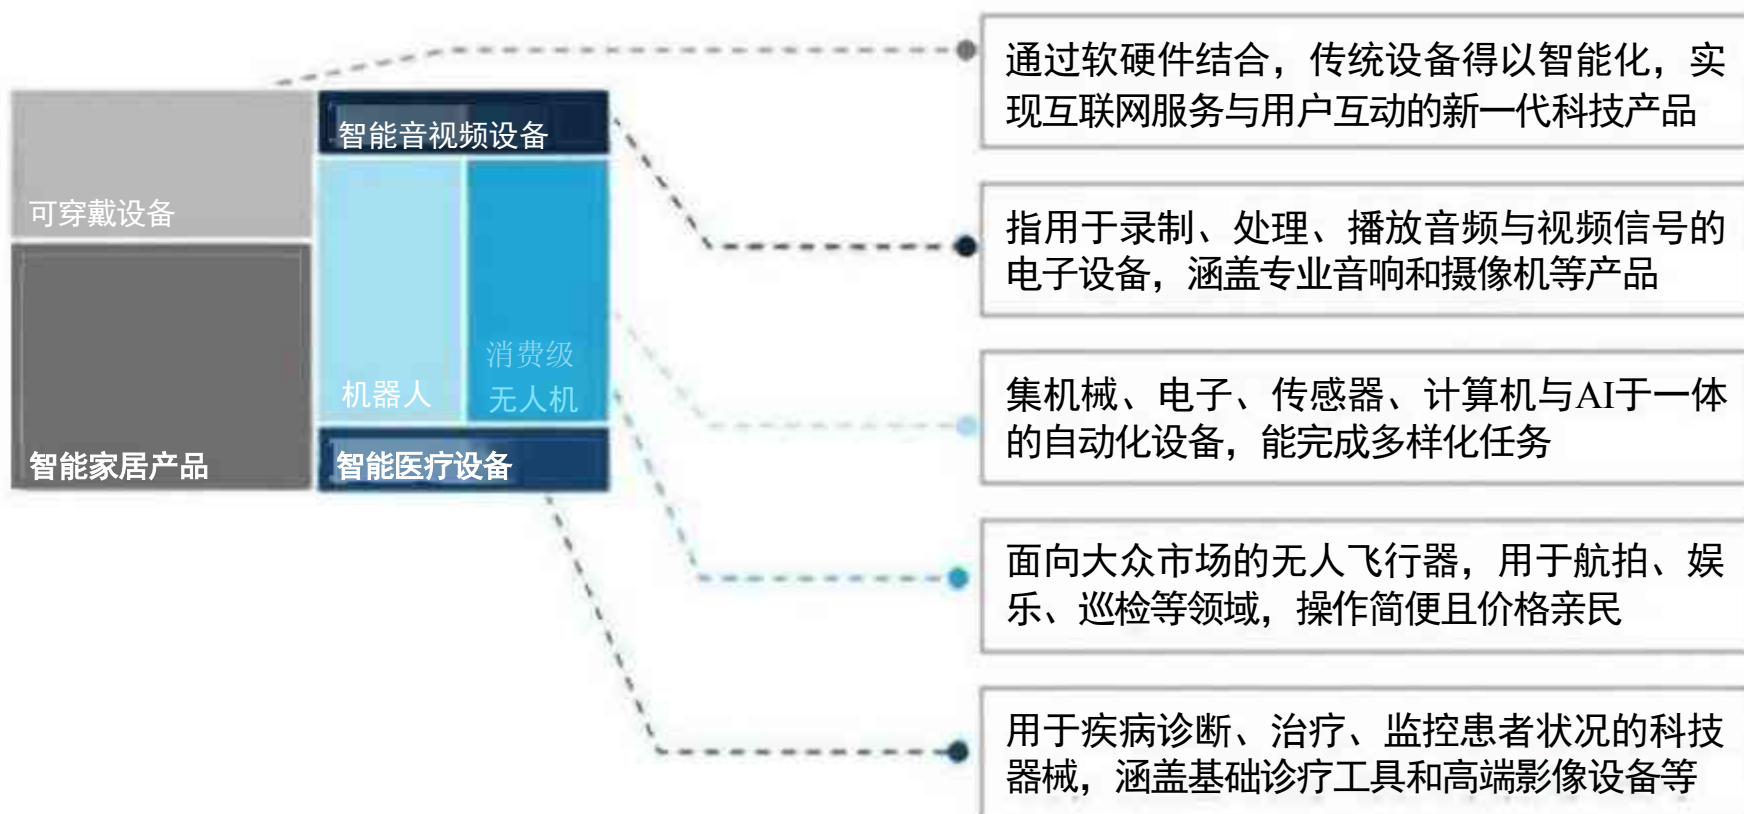 可穿戴设备
智能家居产品
智能音视频设备
机器人
消费级
无人机
智能医疗设备
通过软硬件结合，传统设备得以智能化，实
现互联网服务与用户互动的新一代科技产品
指用于录制、处理、播放音频与视频信号的
电子设备，涵盖专业音响和摄像机等产品
集机械、电子、传感器、计算机与AI于一体
的自动化设备，能完成多样化任务
面向大众市场的无人飞行器，用于航拍、娱
乐、巡检等领域，操作简便且价格亲民
用于疾病诊断、治疗、监控患者状况的科技
器械，涵盖基础诊疗工具和高端影像设备等